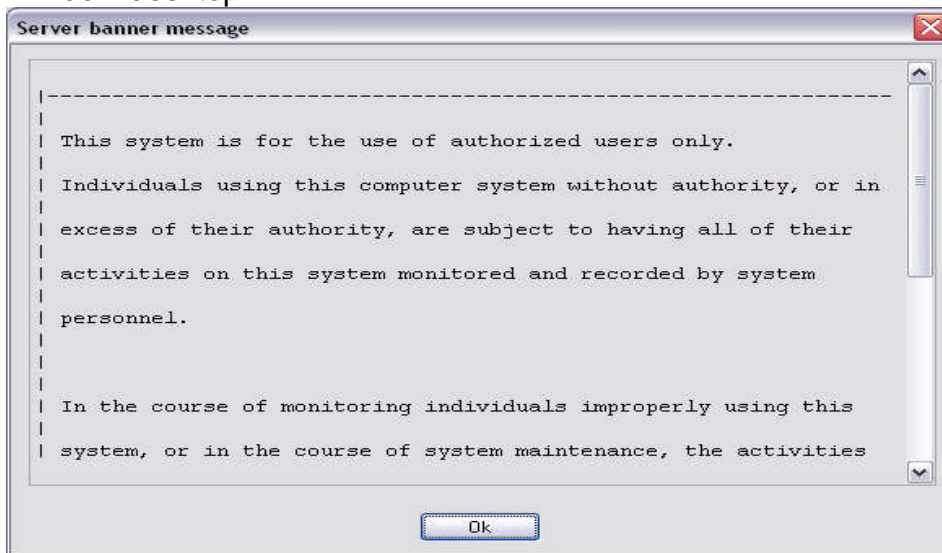 Server banner message
|-----------------------------------------------------------------
|
| This system is for the use of authorized users only.
|
| Individuals using this computer system without authority, or in
|
| excess of their authority, are subject to having all of their
|
| activities on this system monitored and recorded by system
|
| personnel.
|
|
|
| In the course of monitoring individuals improperly using this
|
| system, or in the course of system maintenance, the activities
Ok